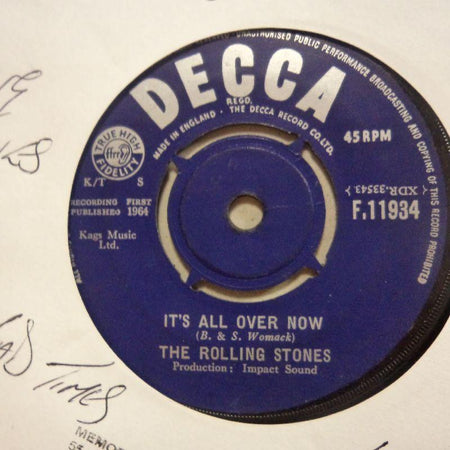 UNAUTHORISED PUBLIC PERFORMANCE BROADCASTING AND COPYING OF THIS RECORD PROHIBITED
DECCA
REGD.
MADE IN ENGLAND · THE DECCA RECORD CO. LTD.
45 RPM
TRUE HIGH
ffrr
FIDELITY
K/T S
XDR.33543
RECORDING FIRST
PUBLISHED 1964
F.11934
Kags Music
Ltd.
IT'S ALL OVER NOW
(B. & S. Womack)
THE ROLLING STONES
Production : Impact Sound
TIMES